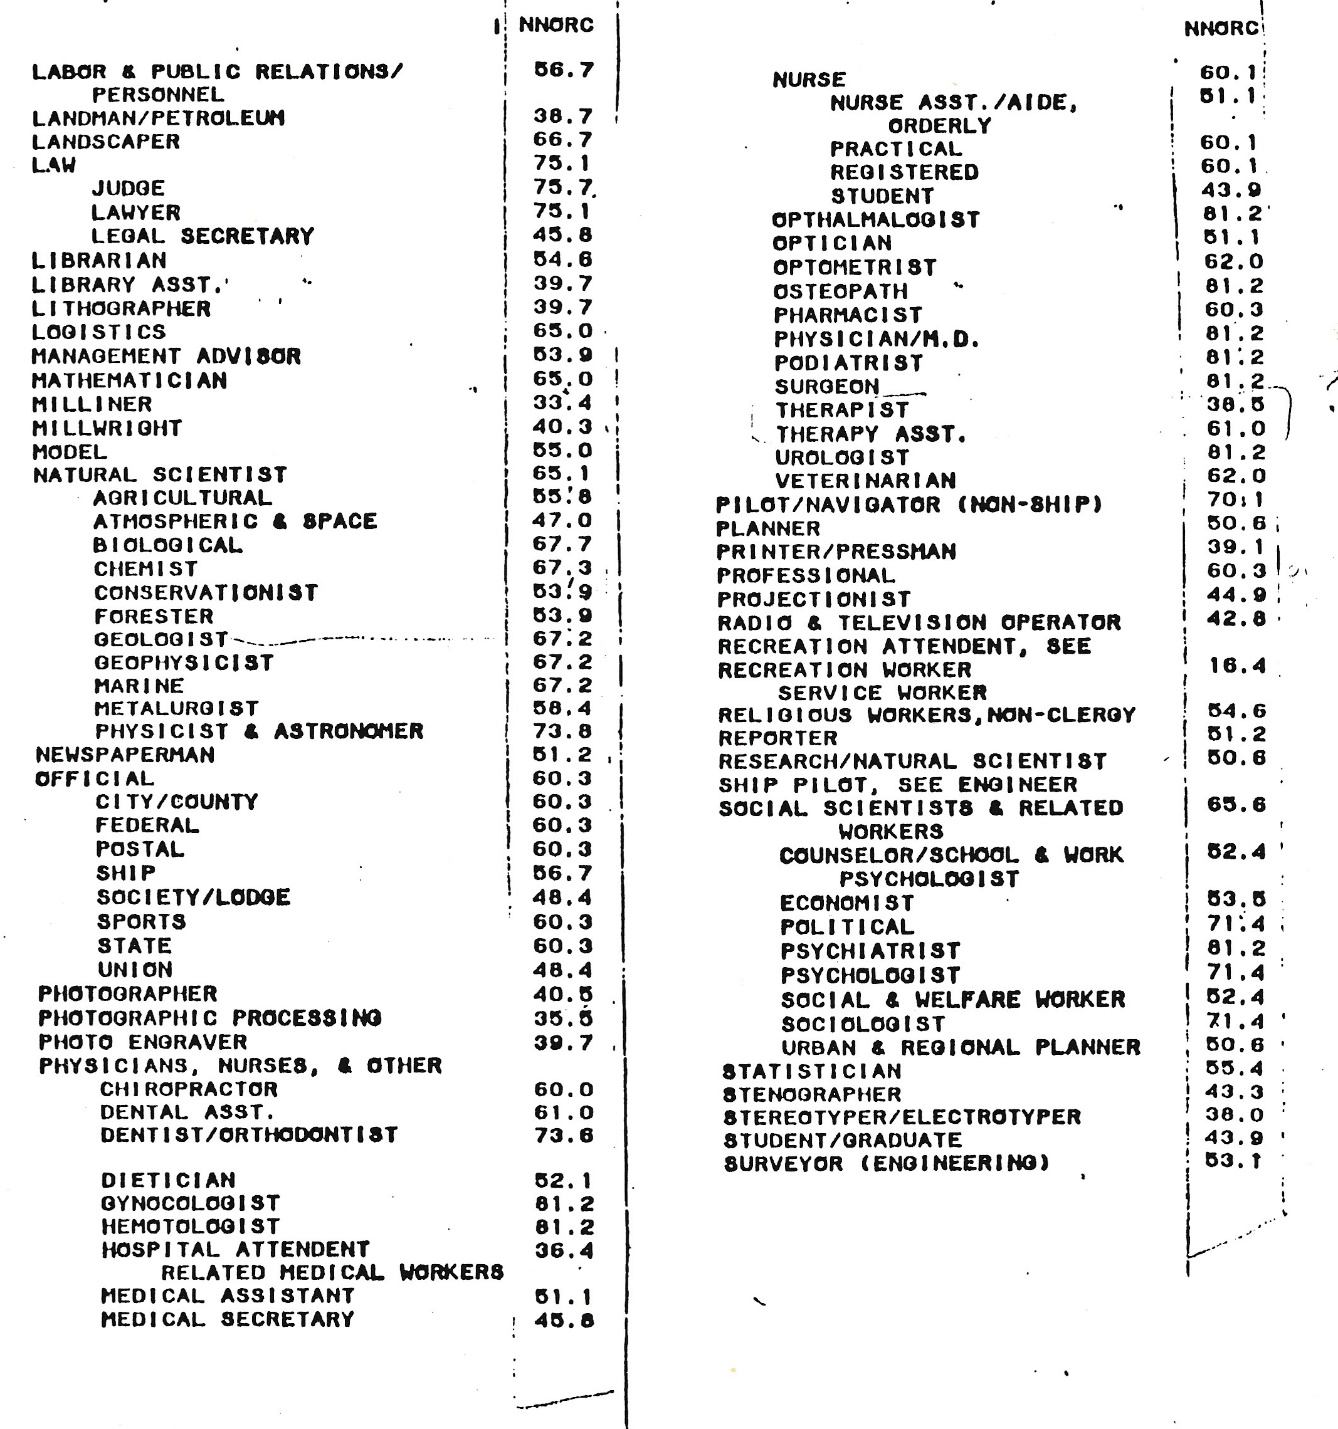 NNORC
LABOR & PUBLIC RELATIONS/ 56.7
PERSONNEL
LANDMAN/PETROLEUM 38.7
LANDSCAPER 66.7
LAW 75.1
JUDGE 75.7
LAWYER 75.1
LEGAL SECRETARY 45.8
LIBRARIAN 54.6
LIBRARY ASST. 39.7
LITHOGRAPHER 39.7
LOGISTICS 65.0
MANAGEMENT ADVISOR 53.9
MATHEMATICIAN 65.0
MILLINER 33.4
MILLWRIGHT 40.3
MODEL 55.0
NATURAL SCIENTIST 65.1
AGRICULTURAL 55.8
ATMOSPHERIC & SPACE 47.0
BIOLOGICAL 67.7
CHEMIST 67.3
CONSERVATIONIST 53.9
FORESTER 53.9
GEOLOGIST 67.2
GEOPHYSICIST 67.2
MARINE 67.2
METALURGIST 58.4
PHYSICIST & ASTRONOMER 73.8
NEWSPAPERMAN 51.2
OFFICIAL 60.3
CITY/COUNTY 60.3
FEDERAL 60.3
POSTAL 60.3
SHIP 56.7
SOCIETY/LODGE 48.4
SPORTS 60.3
STATE 60.3
UNION 48.4
PHOTOGRAPHER 40.5
PHOTOGRAPHIC PROCESSING 35.5
PHOTO ENGRAVER 39.7
PHYSICIANS, NURSES, & OTHER
CHIROPRACTOR 60.0
DENTAL ASST. 61.0
DENTIST/ORTHODONTIST 73.6
DIETICIAN 52.1
GYNOCOLOGIST 81.2
HEMOTOLOGIST 81.2
HOSPITAL ATTENDENT 36.4
RELATED MEDICAL WORKERS
MEDICAL ASSISTANT 51.1
MEDICAL SECRETARY 45.8
NNORC
NURSE 60.1
NURSE ASST./AIDE, 51.1
ORDERLY
PRACTICAL 60.1
REGISTERED 60.1
STUDENT 43.9
OPTHALMALOGIST 81.2
OPTICIAN 51.1
OPTOMETRIST 62.0
OSTEOPATH 81.2
PHARMACIST 60.3
PHYSICIAN/M.D. 81.2
PODIATRIST 81.2
SURGEON 81.2
THERAPIST 38.5
THERAPY ASST. 61.0
UROLOGIST 81.2
VETERINARIAN 62.0
PILOT/NAVIGATOR (NON-SHIP) 70.1
PLANNER 50.6
PRINTER/PRESSMAN 39.1
PROFESSIONAL 60.3
PROJECTIONIST 44.9
RADIO & TELEVISION OPERATOR 42.8
RECREATION ATTENDENT, SEE
RECREATION WORKER 16.4
SERVICE WORKER
RELIGIOUS WORKERS,NON-CLERGY 54.6
REPORTER 51.2
RESEARCH/NATURAL SCIENTIST 50.6
SHIP PILOT, SEE ENGINEER
SOCIAL SCIENTISTS & RELATED 65.6
WORKERS
COUNSELOR/SCHOOL & WORK 52.4
PSYCHOLOGIST
ECONOMIST 53.5
POLITICAL 71.4
PSYCHIATRIST 81.2
PSYCHOLOGIST 71.4
SOCIAL & WELFARE WORKER 52.4
SOCIOLOGIST 71.4
URBAN & REGIONAL PLANNER 50.6
STATISTICIAN 55.4
STENOGRAPHER 43.3
STEREOTYPER/ELECTROTYPER 38.0
STUDENT/GRADUATE 43.9
SURVEYOR (ENGINEERING) 53.1